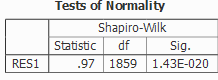 Tests of Normality
Shapiro-Wilk
Statistic df Sig.
RES1 .97 1859 1.43E-020